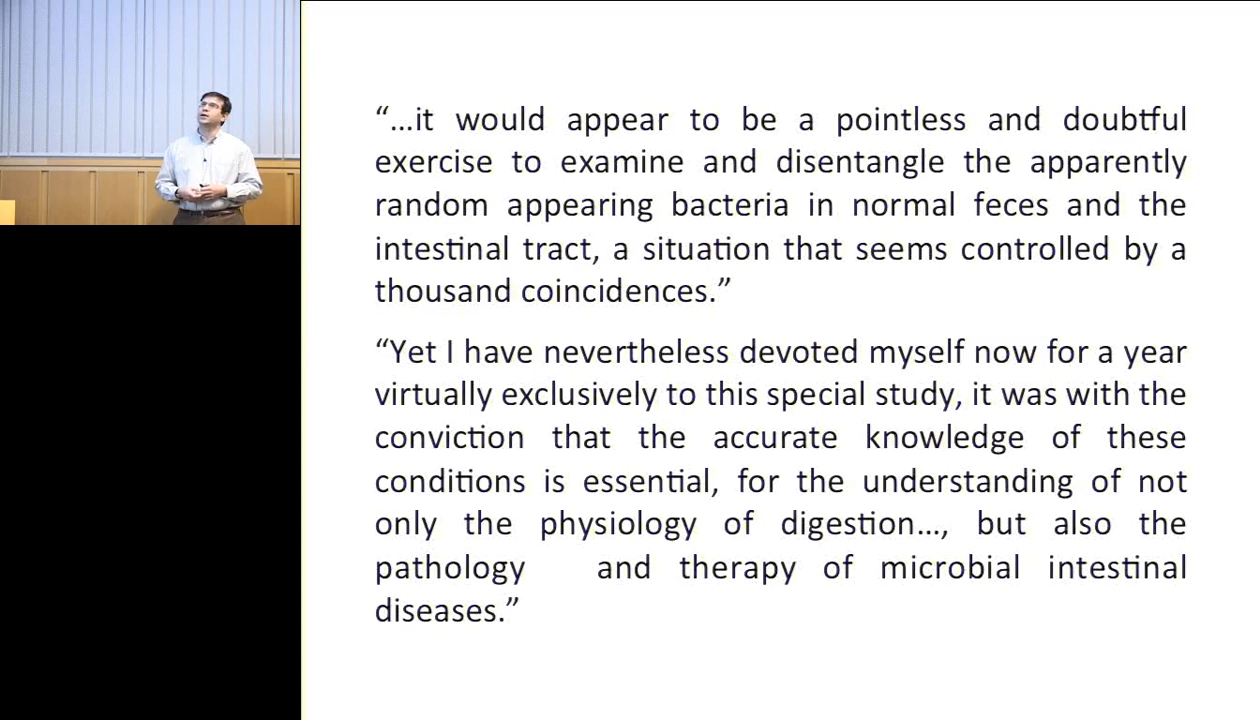 “...it would appear to be a pointless and doubtful
exercise to examine and disentangle the apparently
random appearing bacteria in normal feces and the
intestinal tract, a situation that seems controlled by a
thousand coincidences.”
“Yet I have nevertheless devoted myself now for a year
virtually exclusively to this special study, it was with the
conviction that the accurate knowledge of these
conditions is essential, for the understanding of not
only the physiology of digestion..., but also the
pathology and therapy of microbial intestinal
diseases.”